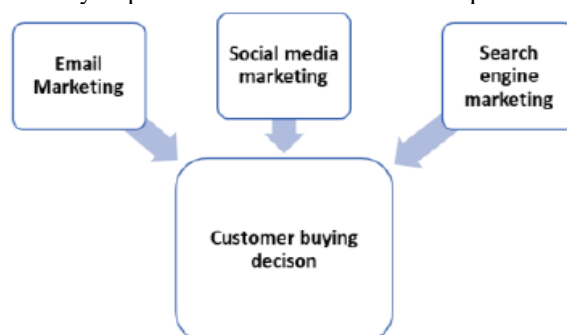 Email
Marketing
Social media
marketing
Search
engine
marketing
Customer buying
decison